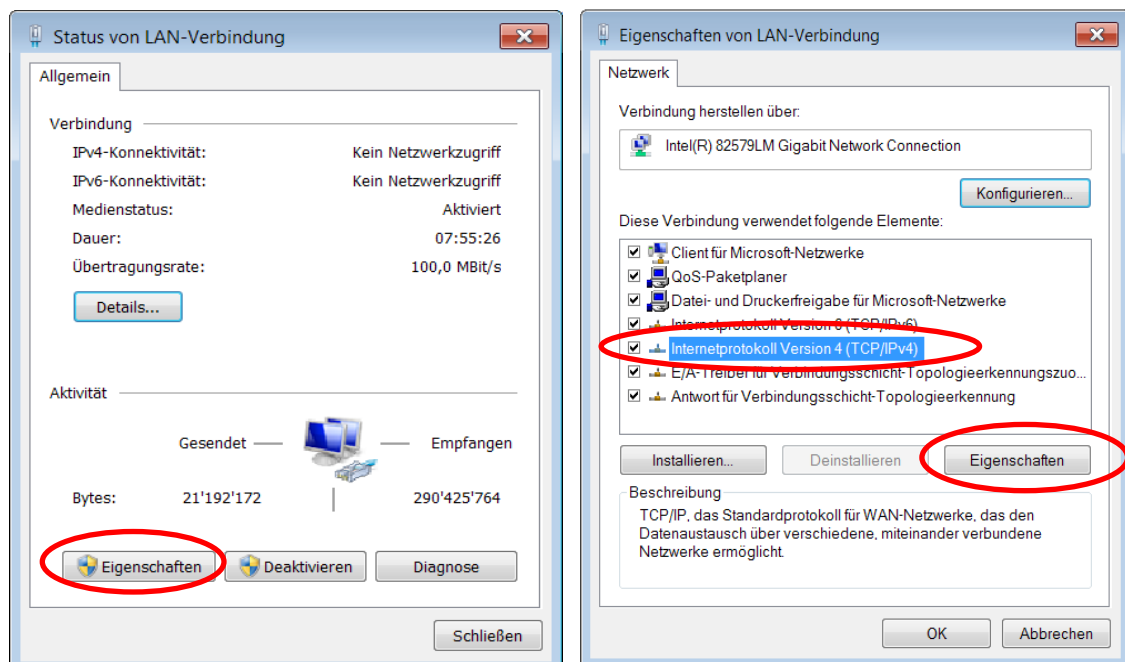 Status von LAN-Verbindung
Allgemein
Verbindung
IPv4-Konnektivität: Kein Netzwerkzugriff
IPv6-Konnektivität: Kein Netzwerkzugriff
Medienstatus: Aktiviert
Dauer: 07:55:26
Übertragungsrate: 100,0 MBit/s
Details...
Aktivität
Gesendet Empfangen
Bytes: 21'192'172 290'425'764
Eigenschaften Deaktivieren Diagnose
Schließen
Eigenschaften von LAN-Verbindung
Netzwerk
Verbindung herstellen über:
Intel(R) 82579LM Gigabit Network Connection
Konfigurieren...
Diese Verbindung verwendet folgende Elemente:
Client für Microsoft-Netzwerke
QoS-Paketplaner
Datei- und Druckerfreigabe für Microsoft-Netzwerke
Internetprotokoll Version 6 (TCP/IPv6)
Internetprotokoll Version 4 (TCP/IPv4)
E/A-Treiber für Verbindungsschicht-Topologieerkennungszuo...
Antwort für Verbindungsschicht-Topologieerkennung
Installieren... Deinstallieren Eigenschaften
Beschreibung
TCP/IP, das Standardprotokoll für WAN-Netzwerke, das den
Datenaustausch über verschiedene, miteinander verbundene
Netzwerke ermöglicht.
OK Abbrechen